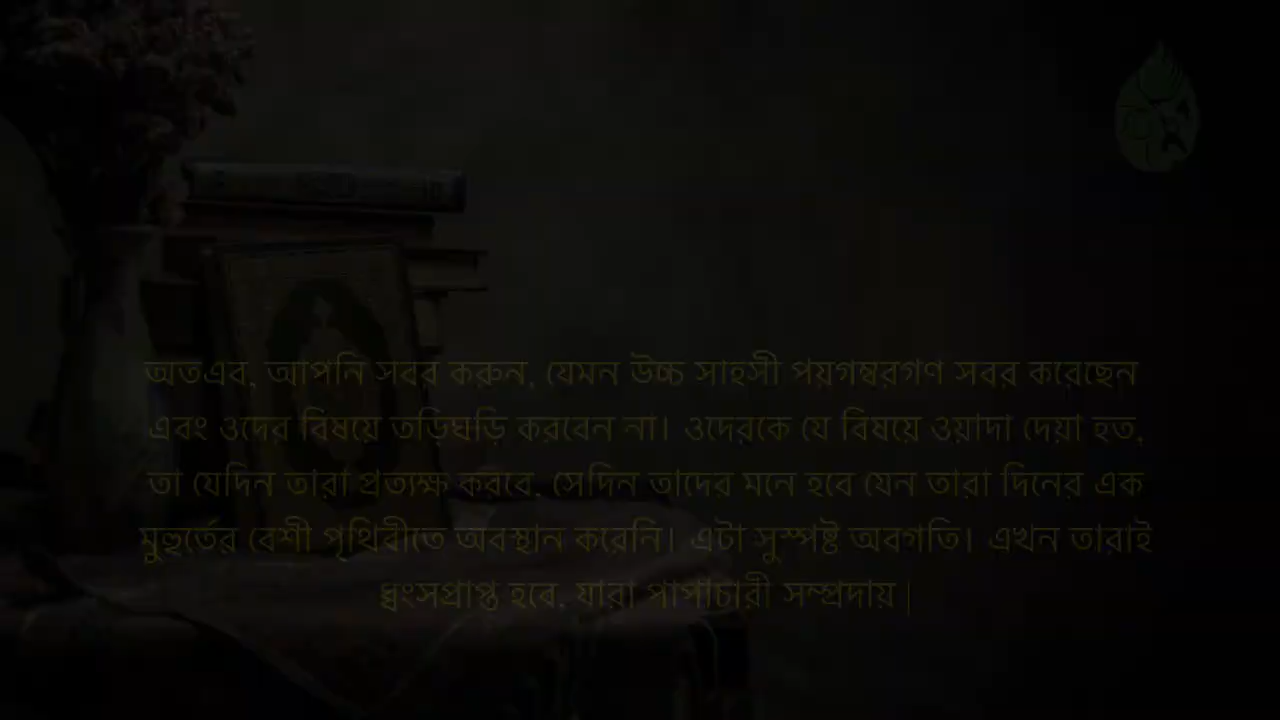 অতএব, আপনি সবর করুন, যেমন উচ্চ সাহসী পয়গম্বরগণ সবর করেছেন
এবং ওদের বিষয়ে তড়িঘড়ি করবেন না। ওদেরকে যে বিষয়ে ওয়াদা দেয়া হত,
তা যেদিন তারা প্রত্যক্ষ করবে, সেদিন তাদের মনে হবে যেন তারা দিনের এক
মুহুর্তের বেশী পৃথিবীতে অবস্থান করেনি। এটা সুস্পষ্ট অবগতি। এখন তারাই
ধ্বংসপ্রাপ্ত হবে, যারা পাপাচারী সম্প্রদায় |